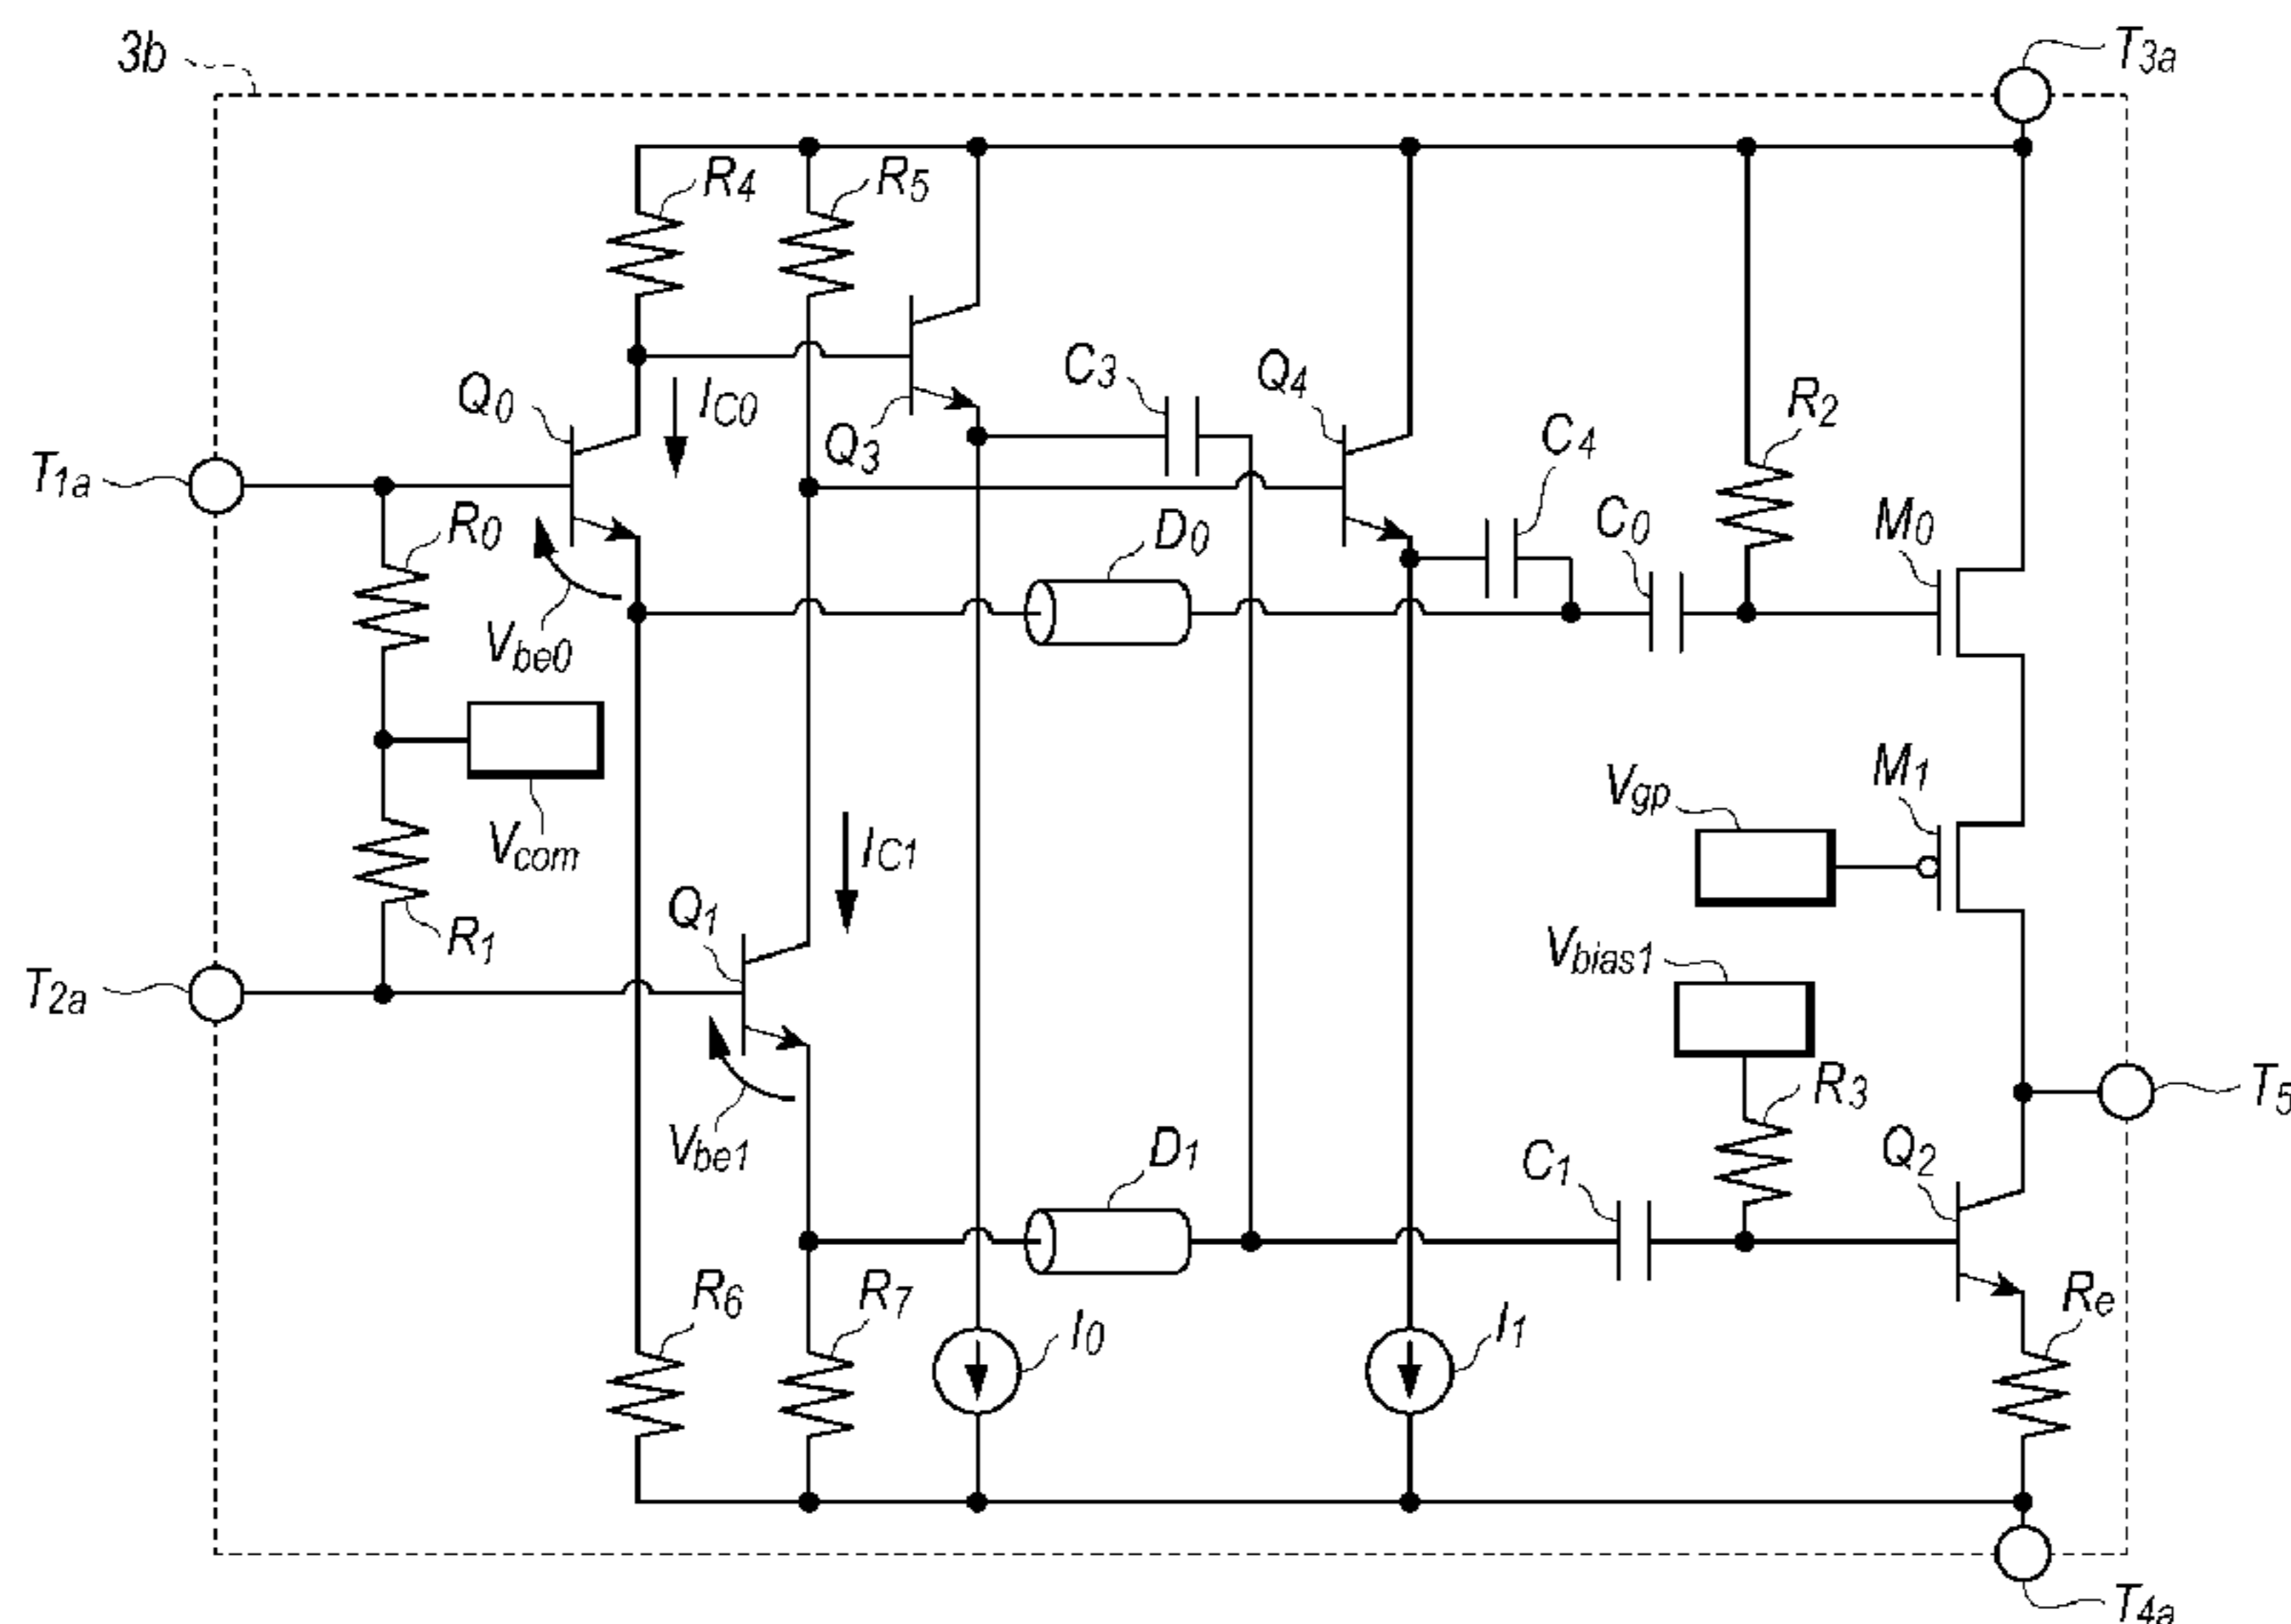 3b
T3a
R4
R5
Q0
IC0
Q3
C3
Q4
C4
R2
C0
M0
T1a
R0
D0
Vbe0
Vcom
Vgp
M1
IC1
Q1
R1
Vbias1
T2a
R3
T5
Vbe1
D1
C1
Q2
R6
R7
I0
I1
Re
T4a